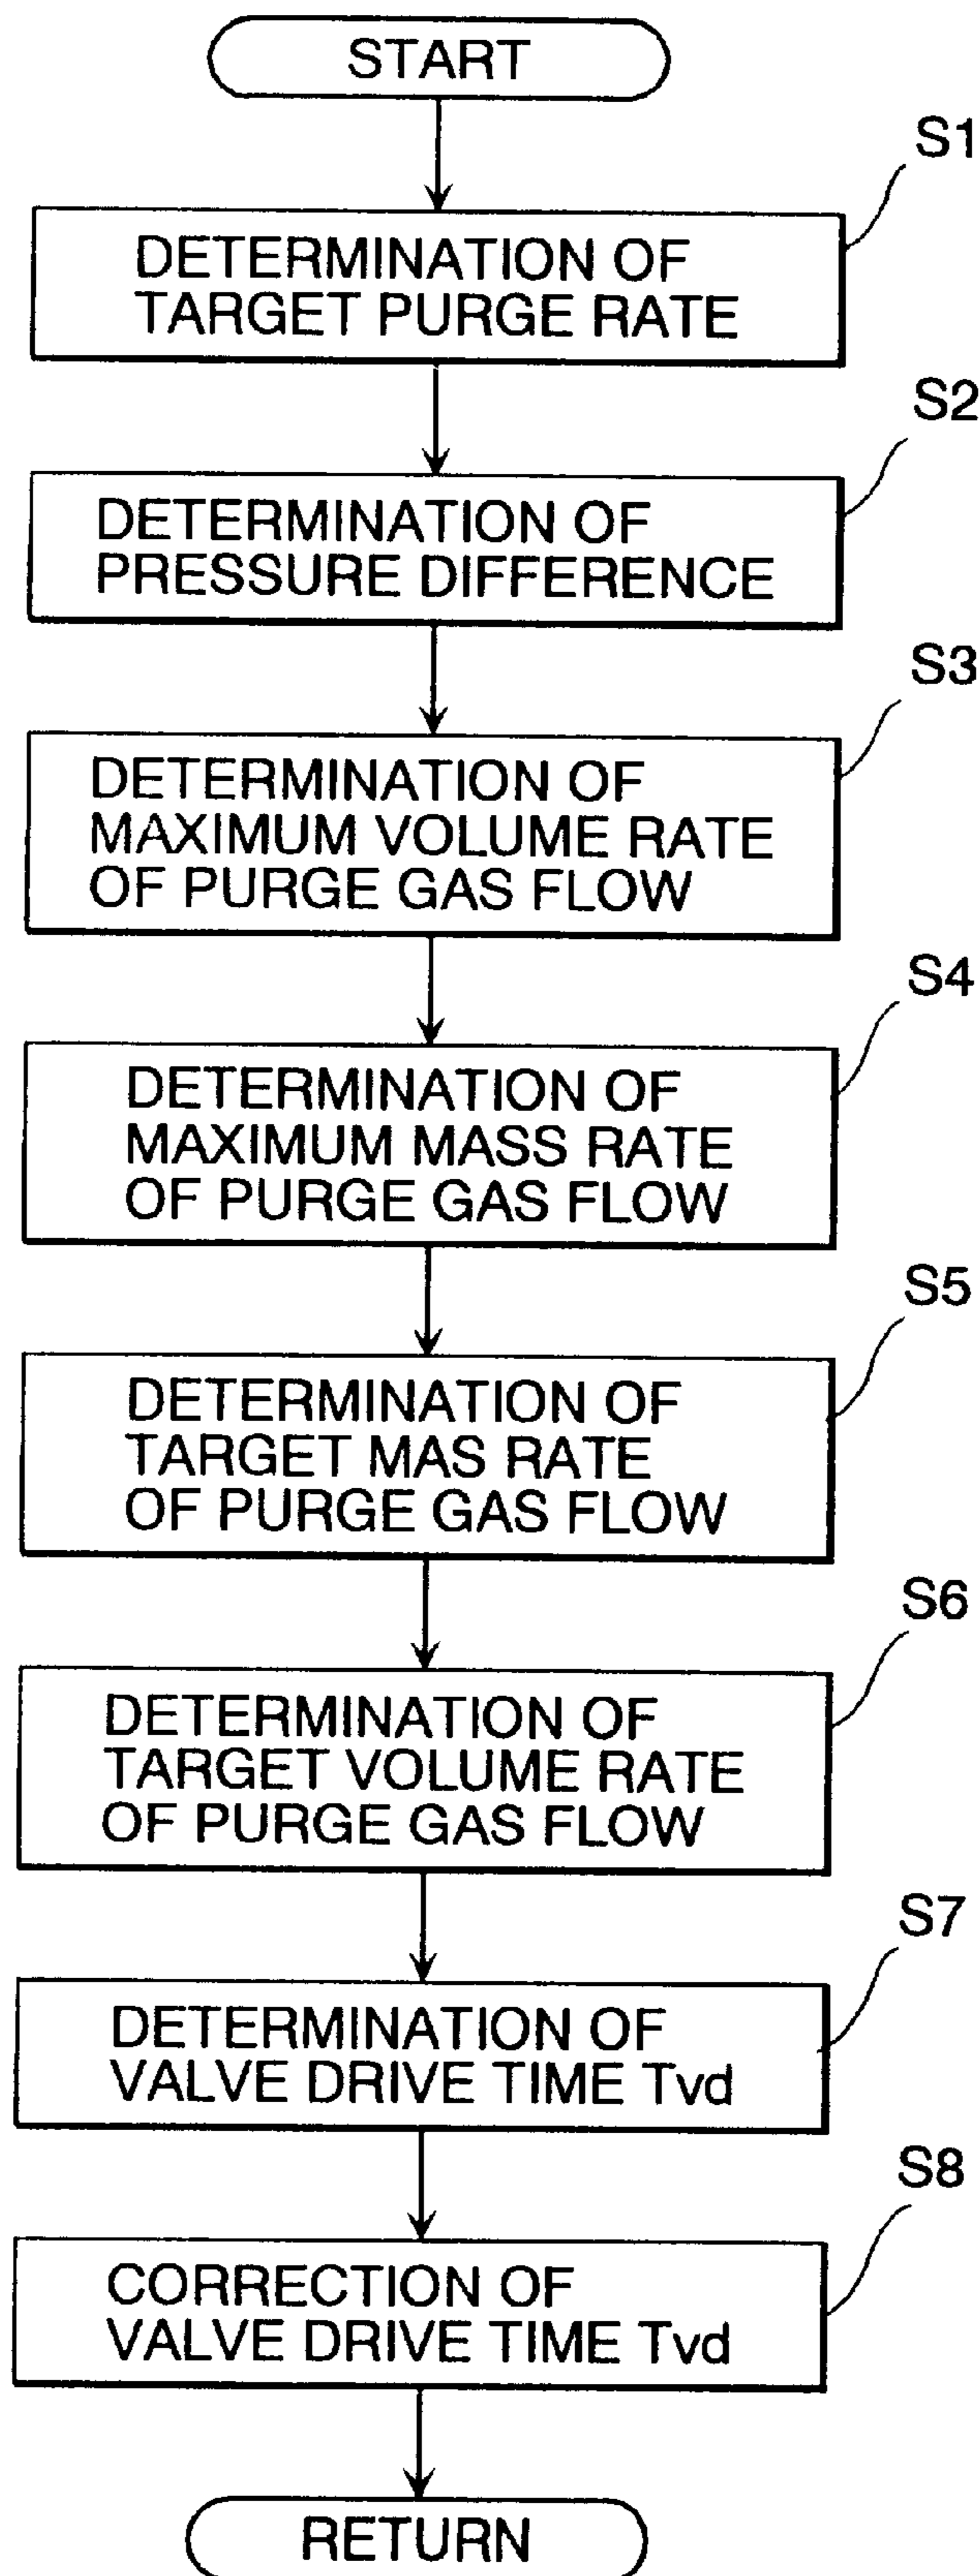 START
S1
DETERMINATION OF
TARGET PURGE RATE
S2
DETERMINATION OF
PRESSURE DIFFERENCE
S3
DETERMINATION OF
MAXIMUM VOLUME RATE
OF PURGE GAS FLOW
S4
DETERMINATION OF
MAXIMUM MASS RATE
OF PURGE GAS FLOW
S5
DETERMINATION OF
TARGET MAS RATE
OF PURGE GAS FLOW
S6
DETERMINATION OF
TARGET VOLUME RATE
OF PURGE GAS FLOW
S7
DETERMINATION OF
VALVE DRIVE TIME Tvd
S8
CORRECTION OF
VALVE DRIVE TIME Tvd
RETURN